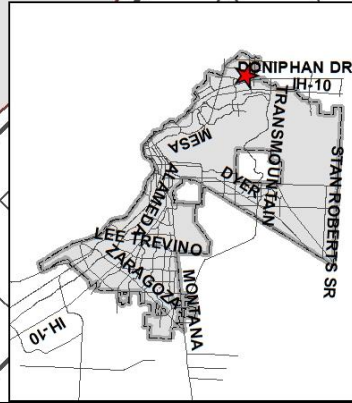 DONIPHAN DR
IH-10
MESA
TRANSMOUNTAIN
DYER
STAN ROBERTS SR
ALAMEDA
LEE TREVINO
ZARAGOZA
MONTANA
IH-10